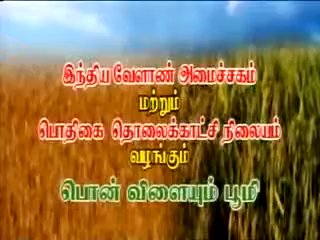 இந்திய வேளாண் அமைச்சகம்
மற்றும்
பொதிகை தொலைக்காட்சி நிலையம்
வழங்கும்
பொன் விளையும் பூமி